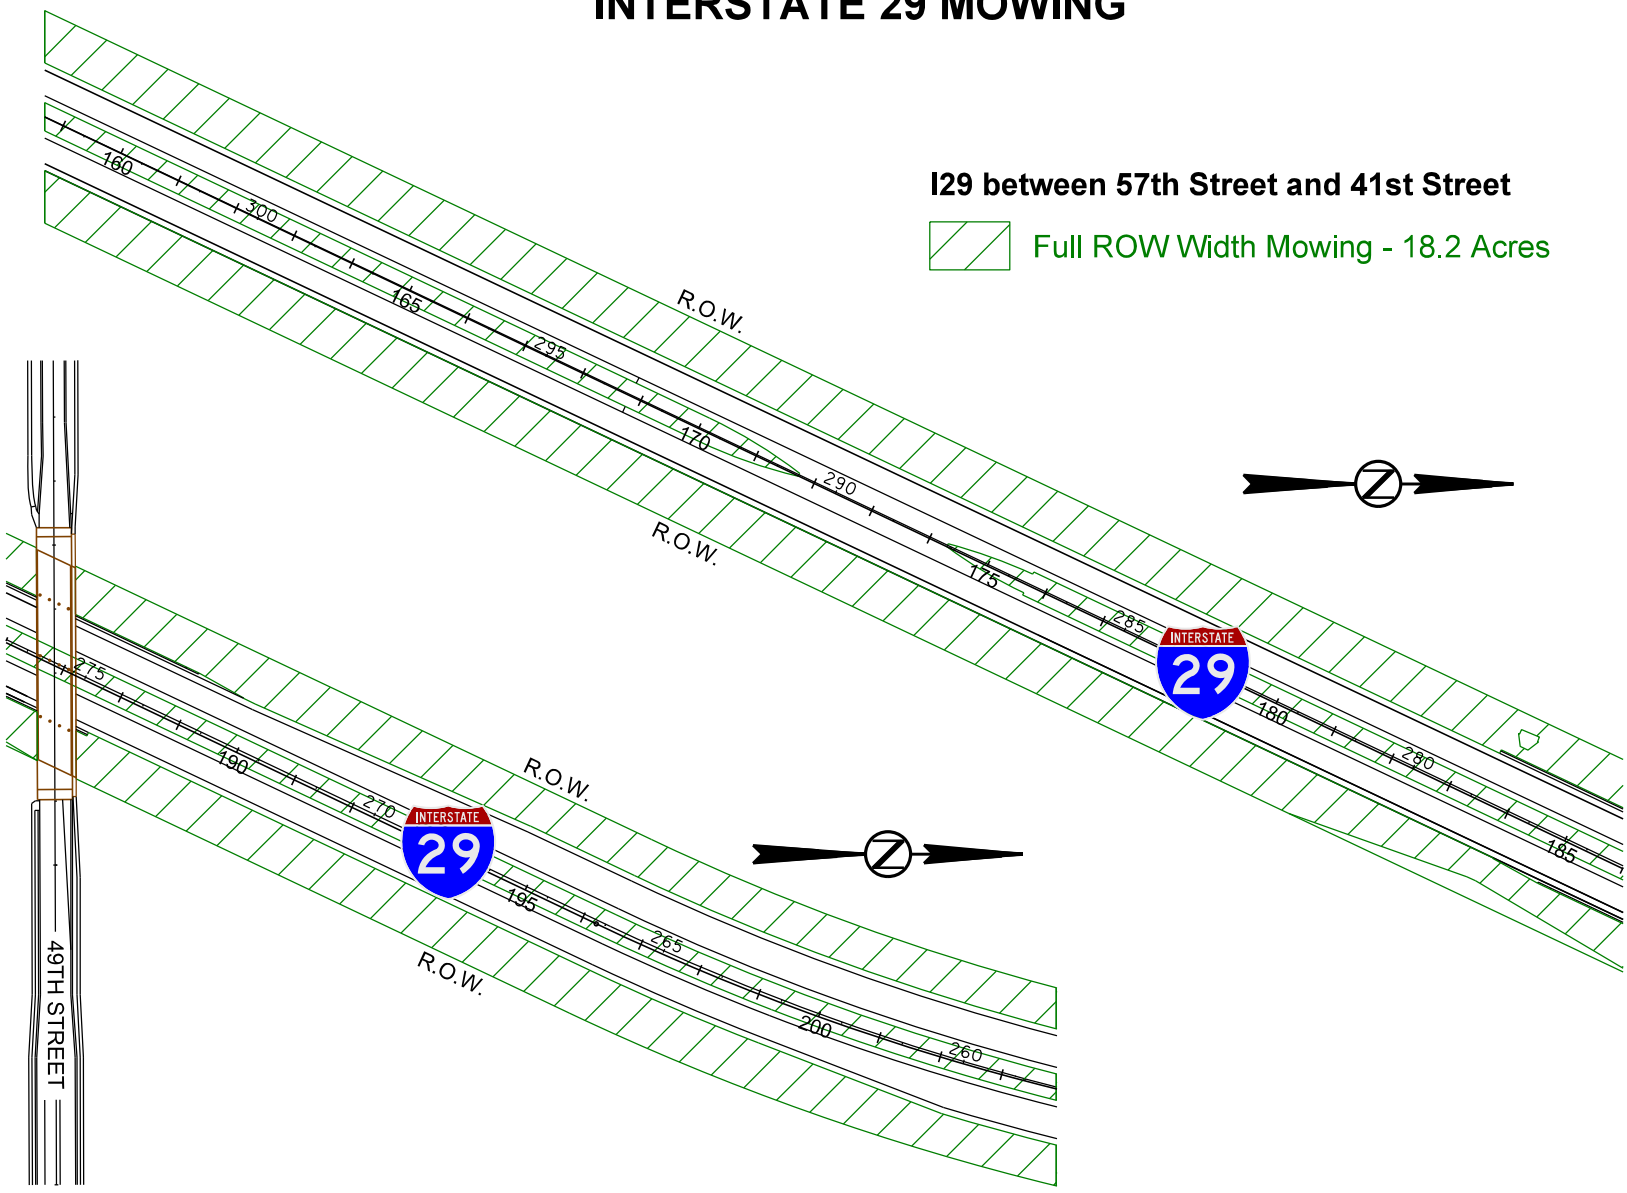 INTERSTATE 29 MOWING
I29 between 57th Street and 41st Street
Full ROW Width Mowing - 18.2 Acres
160
300
165
295
170
290
175
285
180
280
185
R.O.W.
R.O.W.
INTERSTATE
29
Z
275
190
270
195
265
200
260
R.O.W.
R.O.W.
INTERSTATE
29
Z
49TH STREET